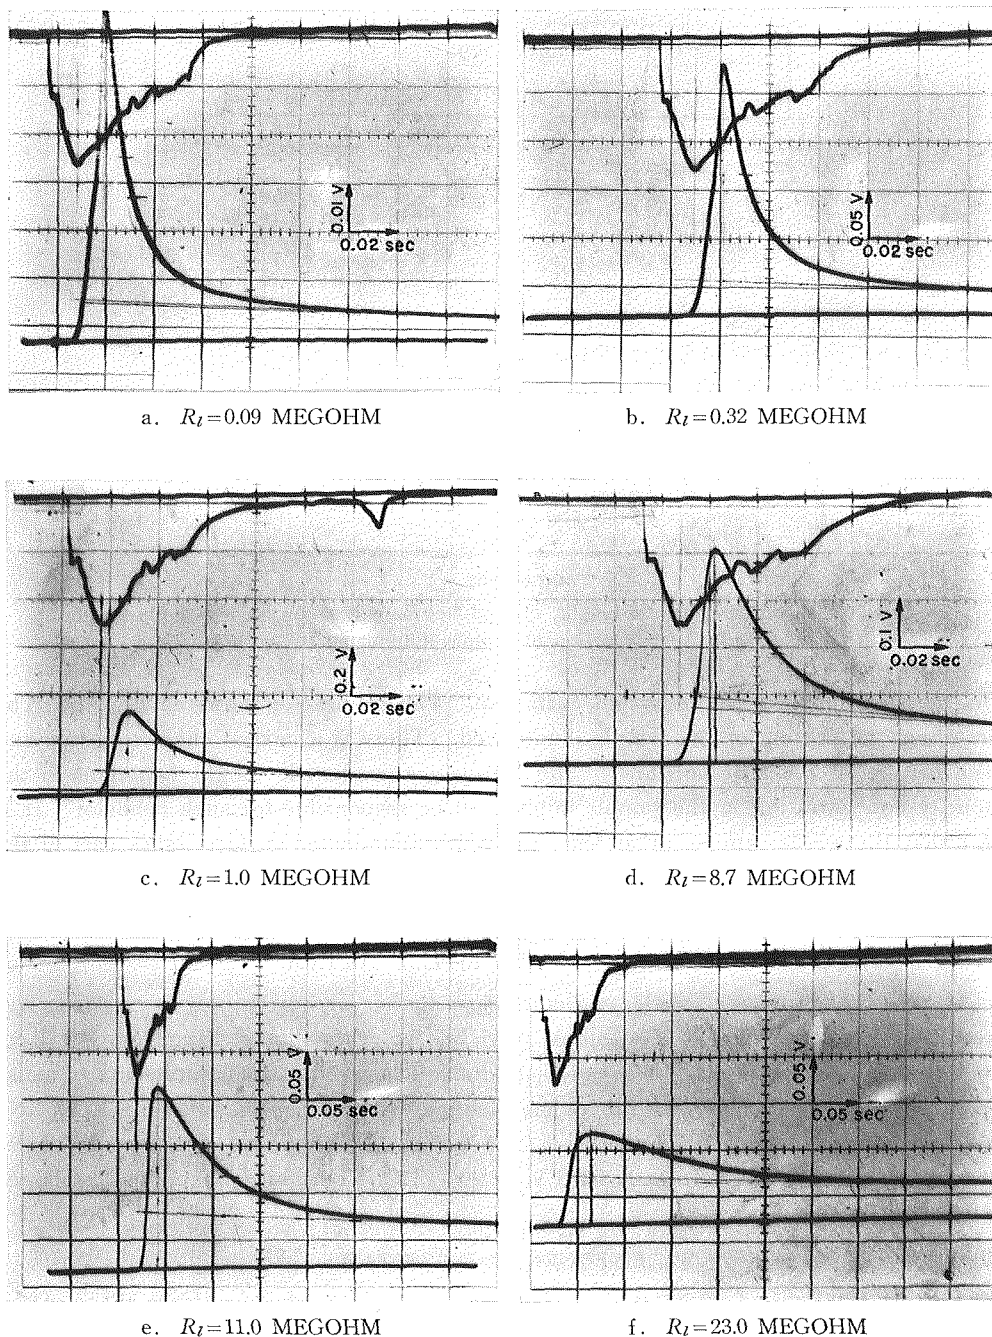 0.01 V
0.02 sec
0.05 V
0.02 sec
a. Rl=0.09 MEGOHM
b. Rl=0.32 MEGOHM
0.2 V
0.02 sec
0.1 V
0.02 sec
c. Rl=1.0 MEGOHM
d. Rl=8.7 MEGOHM
0.05 V
0.05 sec
0.05 V
0.05 sec
e. Rl=11.0 MEGOHM
f. Rl=23.0 MEGOHM